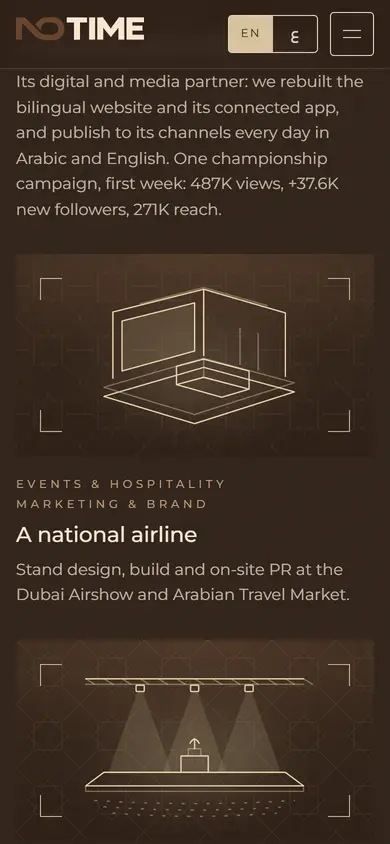 NOTIME
EN
ع
Its digital and media partner: we rebuilt the
bilingual website and its connected app,
and publish to its channels every day in
Arabic and English. One championship
campaign, first week: 487K views, +37.6K
new followers, 271K reach.
EVENTS & HOSPITALITY
MARKETING & BRAND
A national airline
Stand design, build and on-site PR at the
Dubai Airshow and Arabian Travel Market.